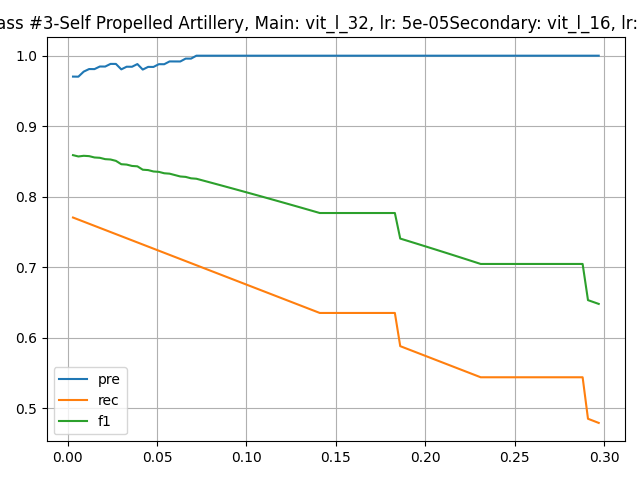 ass #3-Self Propelled Artillery, Main: vit_l_32, lr: 5e-05Secondary: vit_l_16, lr:
1.0
0.9
0.8
0.7
0.6
0.5
pre
rec
f1
0.00 0.05 0.10 0.15 0.20 0.25 0.30